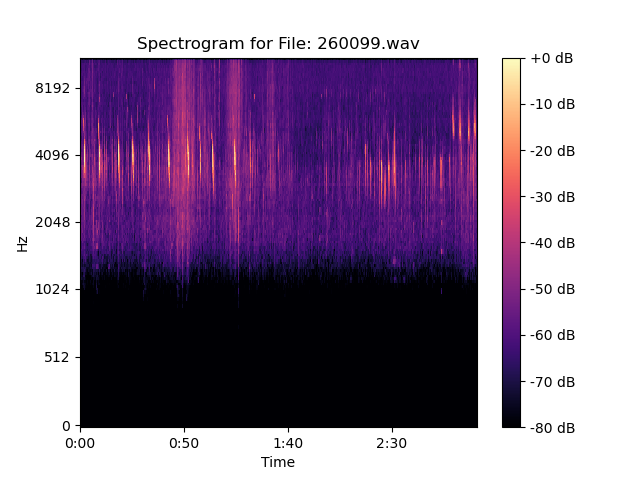 Spectrogram for File: 260099.wav
8192
4096
2048
1024
512
0
Hz
0:00
0:50
1:40
2:30
Time
+0 dB
-10 dB
-20 dB
-30 dB
-40 dB
-50 dB
-60 dB
-70 dB
-80 dB